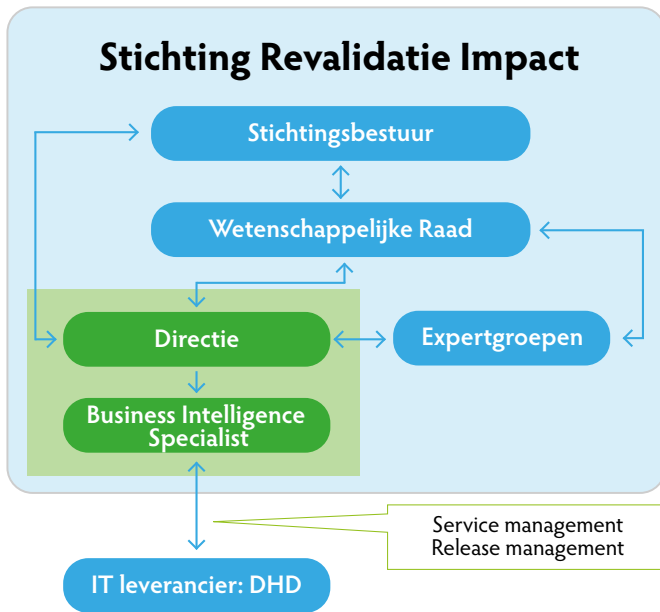 Stichting Revalidatie Impact
Stichtingsbestuur
Wetenschappelijke Raad
Directie
Expertgroepen
Business Intelligence
Specialist
Service management
Release management
IT leverancier: DHD